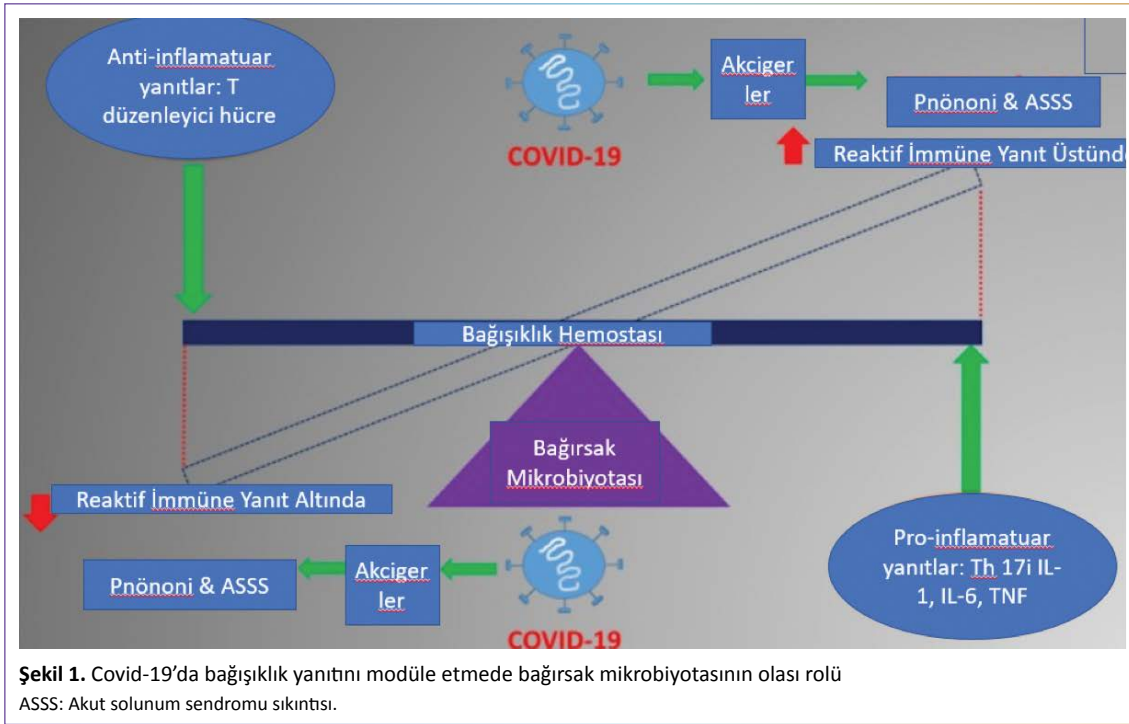 Anti-inflamatuar
yanıtlar: T
düzenleyici hücre
COVID-19
Akciger
ler
Pnönoni & ASSS
Reaktif İmmüne Yanıt Üstünde
Bağışıklık Hemostası
Bağırsak
Mikrobiyotası
Reaktif İmmüne Yanıt Altında
Pnönoni & ASSS
Akciger
ler
COVID-19
Pro-inflamatuar
yanıtlar: Th 17i IL-
1, IL-6, TNF
Şekil 1. Covid-19’da bağışıklık yanıtını modüle etmede bağırsak mikrobiyotasının olası rolü
ASSS: Akut solunum sendromu sıkıntısı.